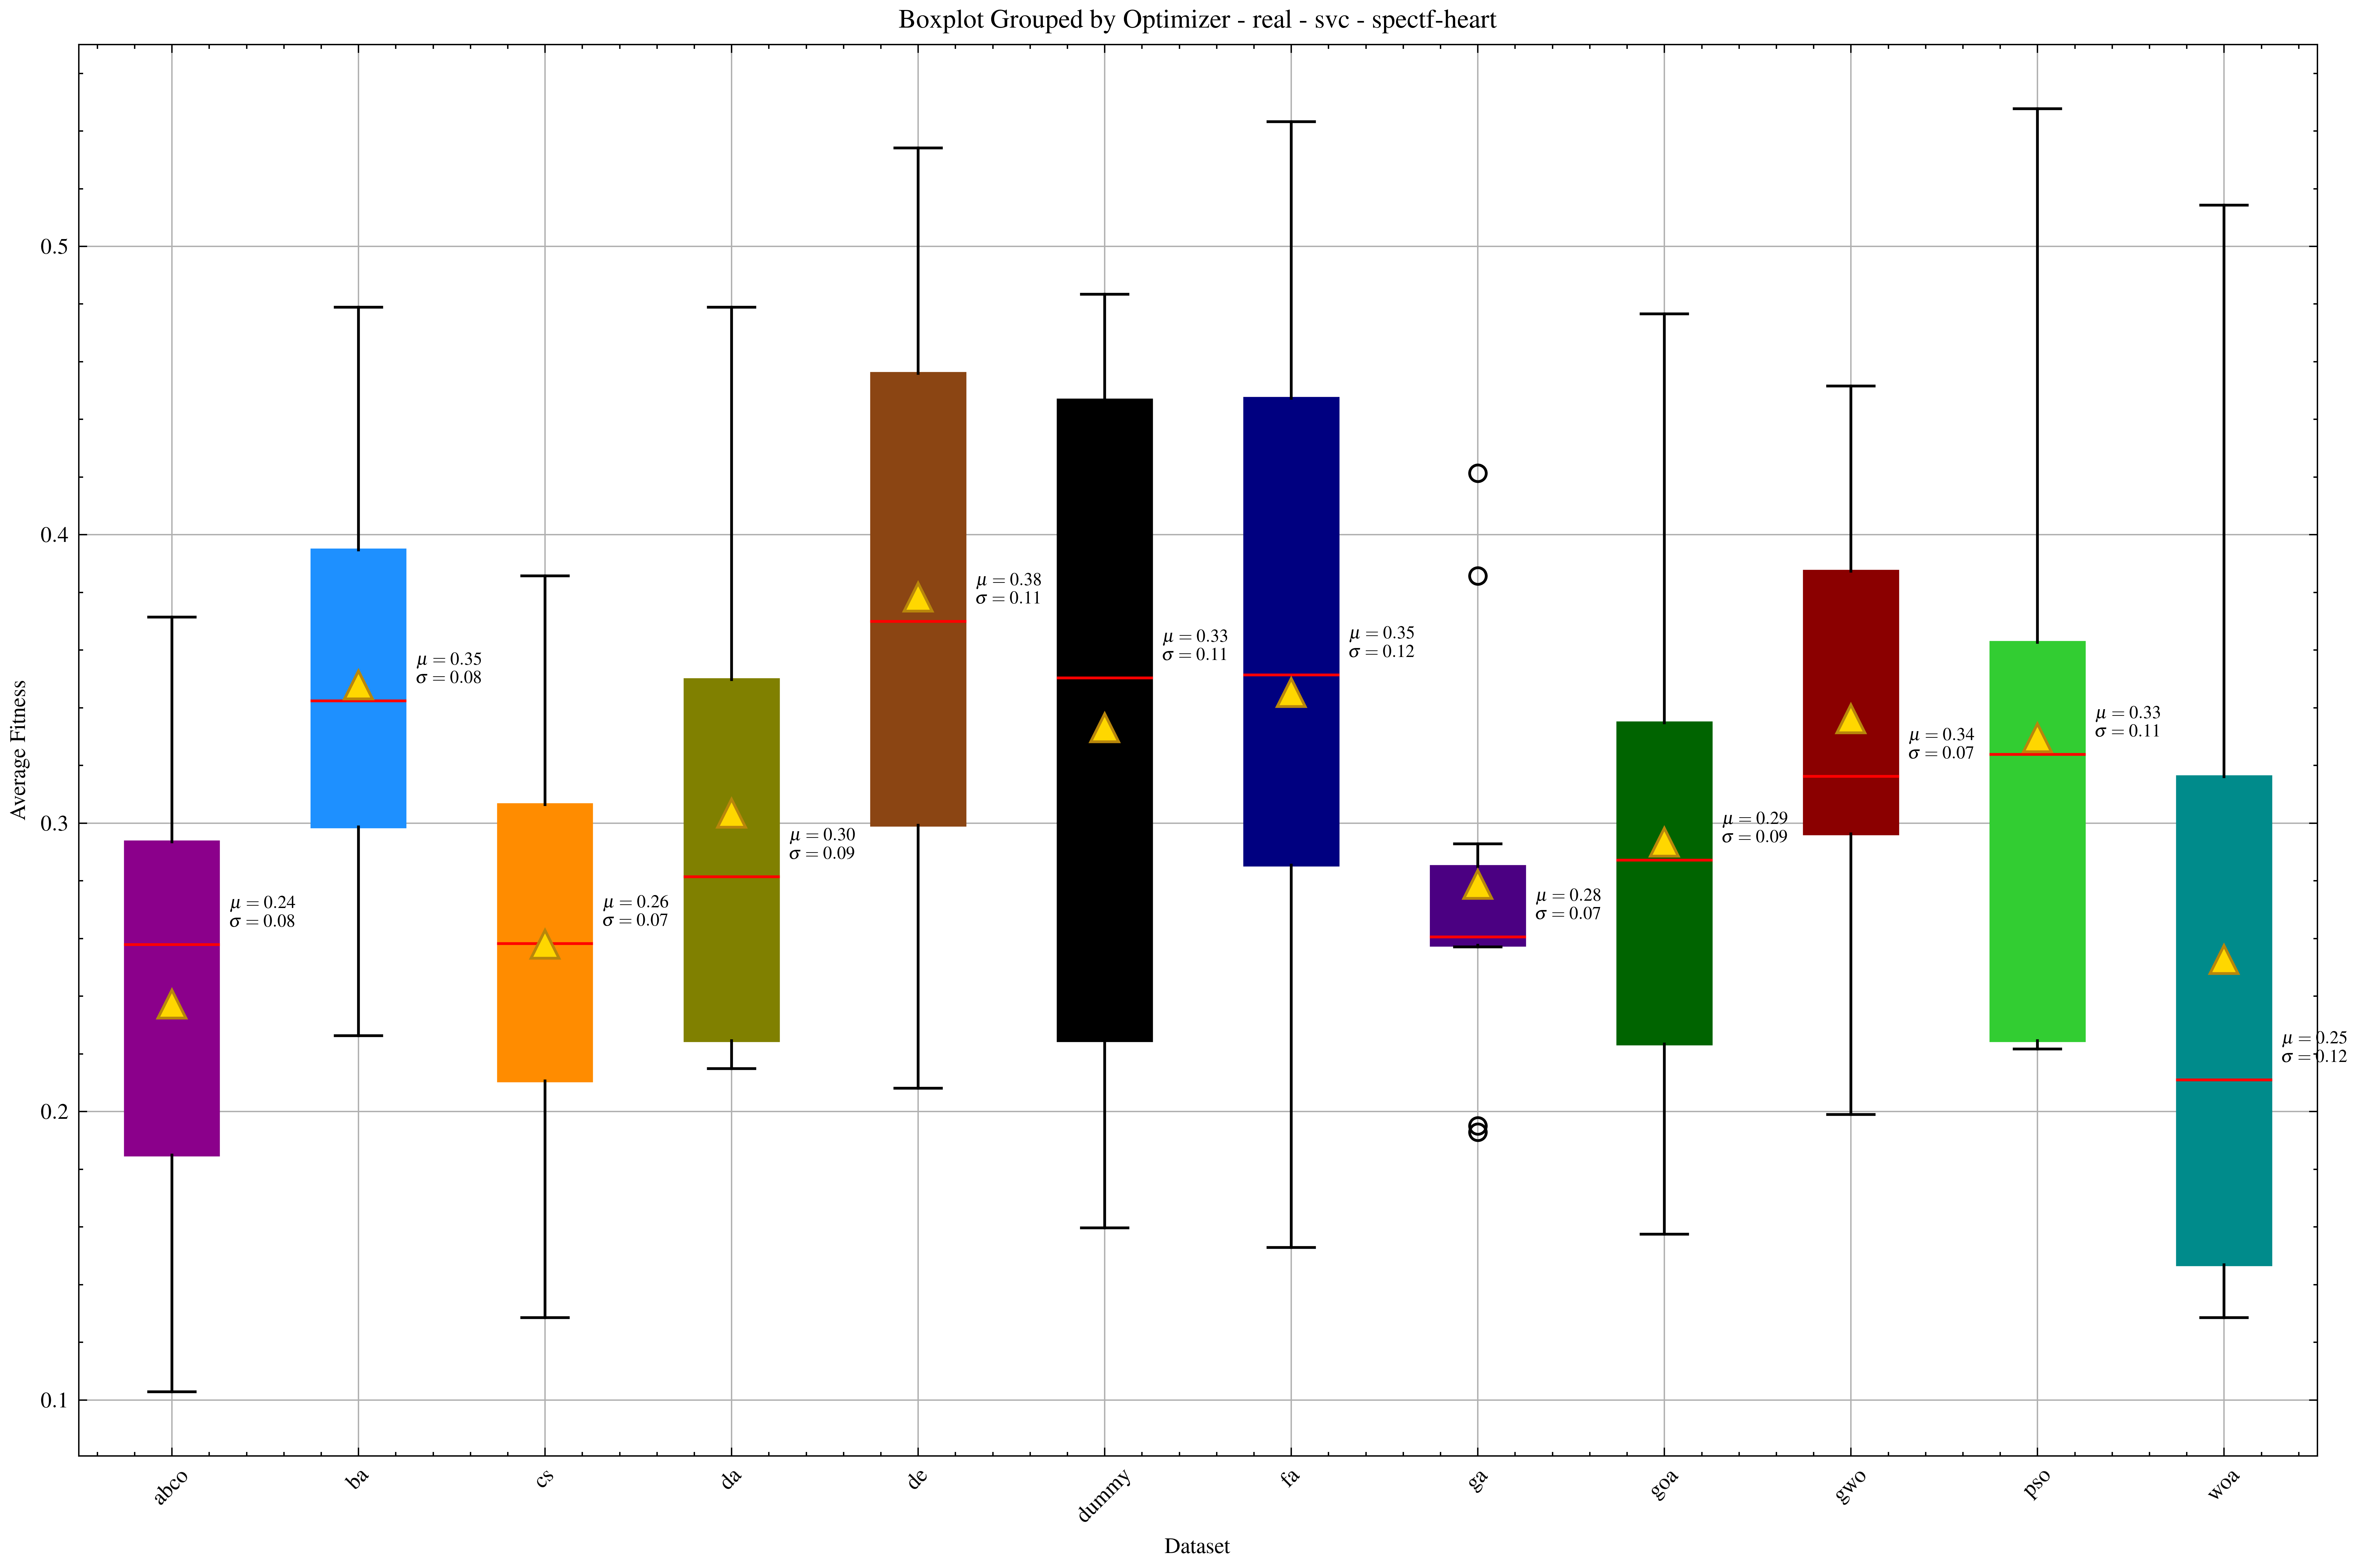 Boxplot Grouped by Optimizer - real - svc - spectf-heart
Average Fitness
0.5
0.4
0.3
0.2
0.1
μ = 0.24
σ = 0.08
μ = 0.35
σ = 0.08
μ = 0.26
σ = 0.07
μ = 0.30
σ = 0.09
μ = 0.38
σ = 0.11
μ = 0.33
σ = 0.11
μ = 0.35
σ = 0.12
μ = 0.28
σ = 0.07
μ = 0.29
σ = 0.09
μ = 0.34
σ = 0.07
μ = 0.33
σ = 0.11
μ = 0.25
σ = 0.12
abco
ba
cs
da
de
dummy
fa
ga
goa
gwo
pso
woa
Dataset